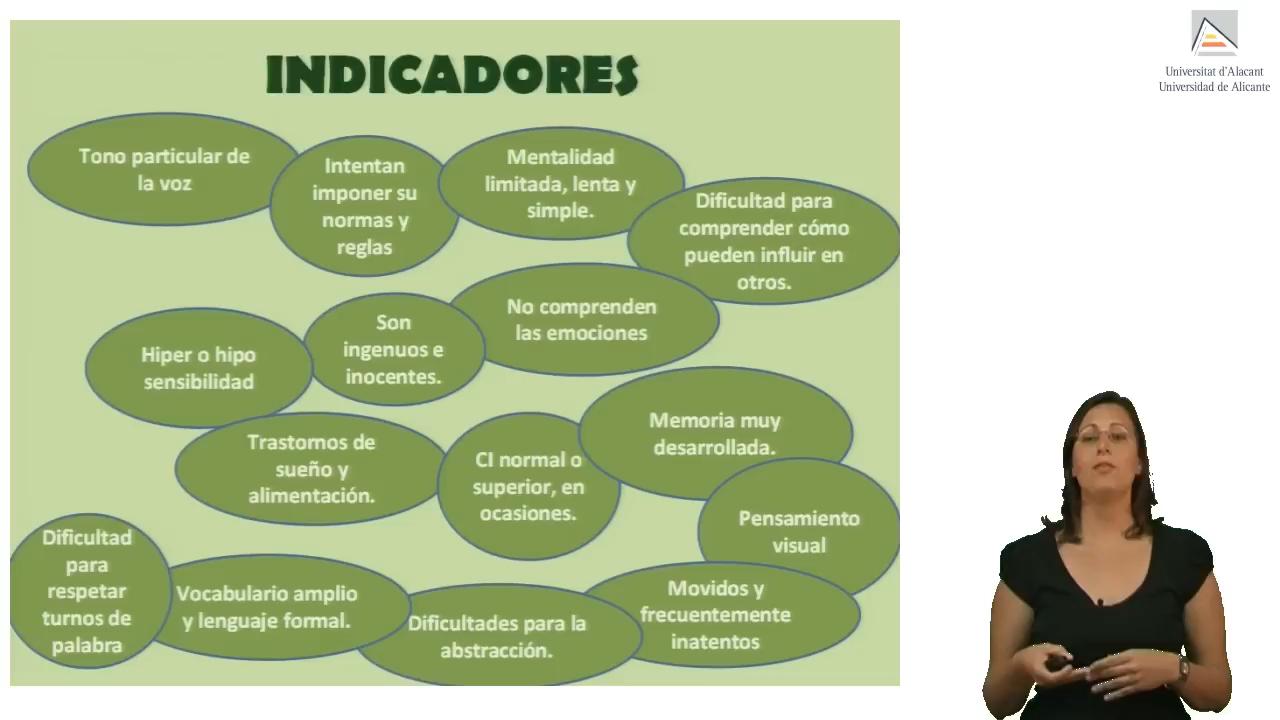 INDICADORES
Tono particular de
la voz
Intentan
imponer su
normas y
reglas
Mentalidad
limitada, lenta y
simple.
Dificultad para
comprender cómo
pueden influir en
otros.
Hiper o hipo
sensibilidad
Son
ingenuos e
inocentes.
No comprenden
las emociones
Trastornos de
sueño y
alimentación.
CI normal o
superior, en
ocasiones.
Memoria muy
desarrollada.
Pensamiento
visual
Dificultad
para
respetar
turnos de
palabra
Vocabulario amplio
y lenguaje formal.
Dificultades para la
abstracción.
Movidos y
frecuentemente
inatentos
Universitat d'Alacant
Universidad de Alicante